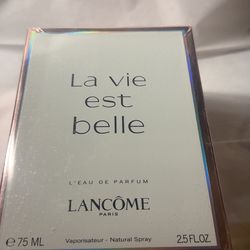 La vie
est
belle
L'EAU DE PARFUM
LANCÔME
PARIS
℮ 75 ML Vaporisateur - Natural Spray 2.5 FL.OZ.